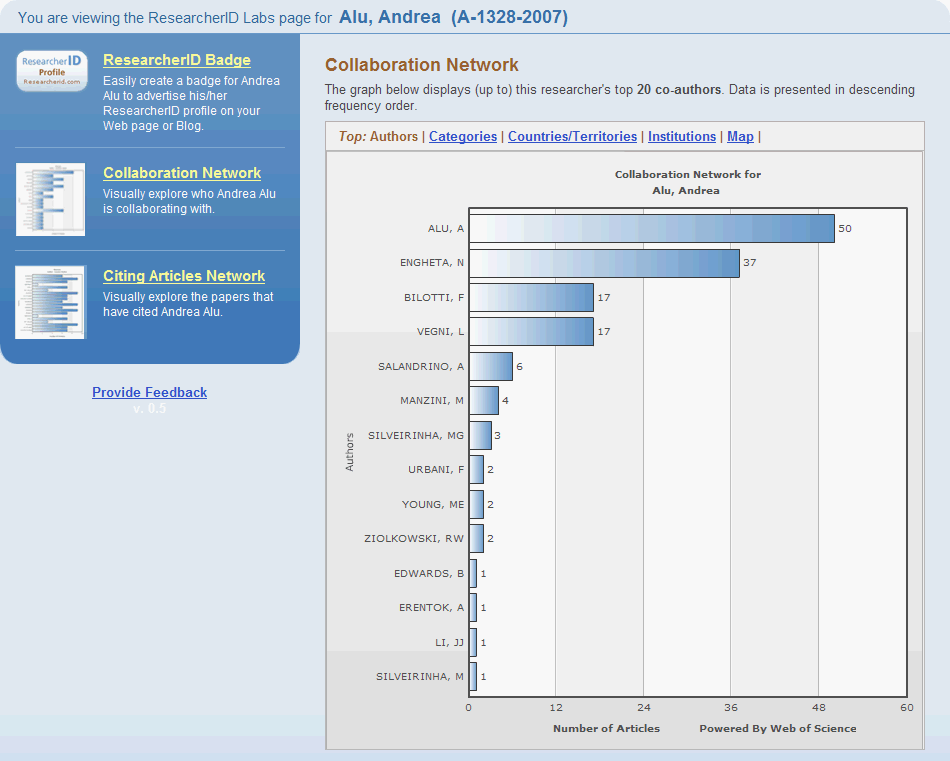 You are viewing the ResearcherID Labs page for Alu, Andrea (A-1328-2007)
ResearcherID
Profile
Researcherid.com
ResearcherID Badge
Easily create a badge for Andrea
Alu to advertise his/her
ResearcherID profile on your
Web page or Blog.
Collaboration Network
Visually explore who Andrea Alu
is collaborating with.
Citing Articles Network
Visually explore the papers that
have cited Andrea Alu.
Provide Feedback
v. 0.5
Collaboration Network
The graph below displays (up to) this researcher's top 20 co-authors. Data is presented in descending
frequency order.
Top: Authors | Categories | Countries/Territories | Institutions | Map |
Collaboration Network for
Alu, Andrea
Authors
ALU, A 50
ENGHETA, N 37
BILOTTI, F 17
VEGNI, L 17
SALANDRINO, A 6
MANZINI, M 4
SILVEIRINHA, MG 3
URBANI, F 2
YOUNG, ME 2
ZIOLKOWSKI, RW 2
EDWARDS, B 1
ERENTOK, A 1
LI, JJ 1
SILVEIRINHA, M 1
0 12 24 36 48 60
Number of Articles Powered By Web of Science